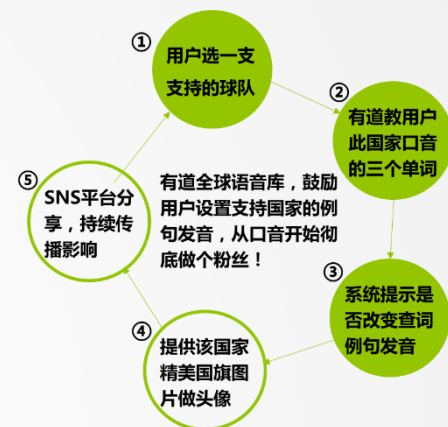 ①
用户选一支
支持的球队
②
有道教用户
此国家口音
的三个单词
⑤
SNS平台分
享，持续传
播影响
有道全球语音库，鼓励
用户设置支持国家的例
句发音，从口音开始彻
底做个粉丝！
③
系统提示是
否改变查词
例句发音
④
提供该国家
精美国旗图
片做头像